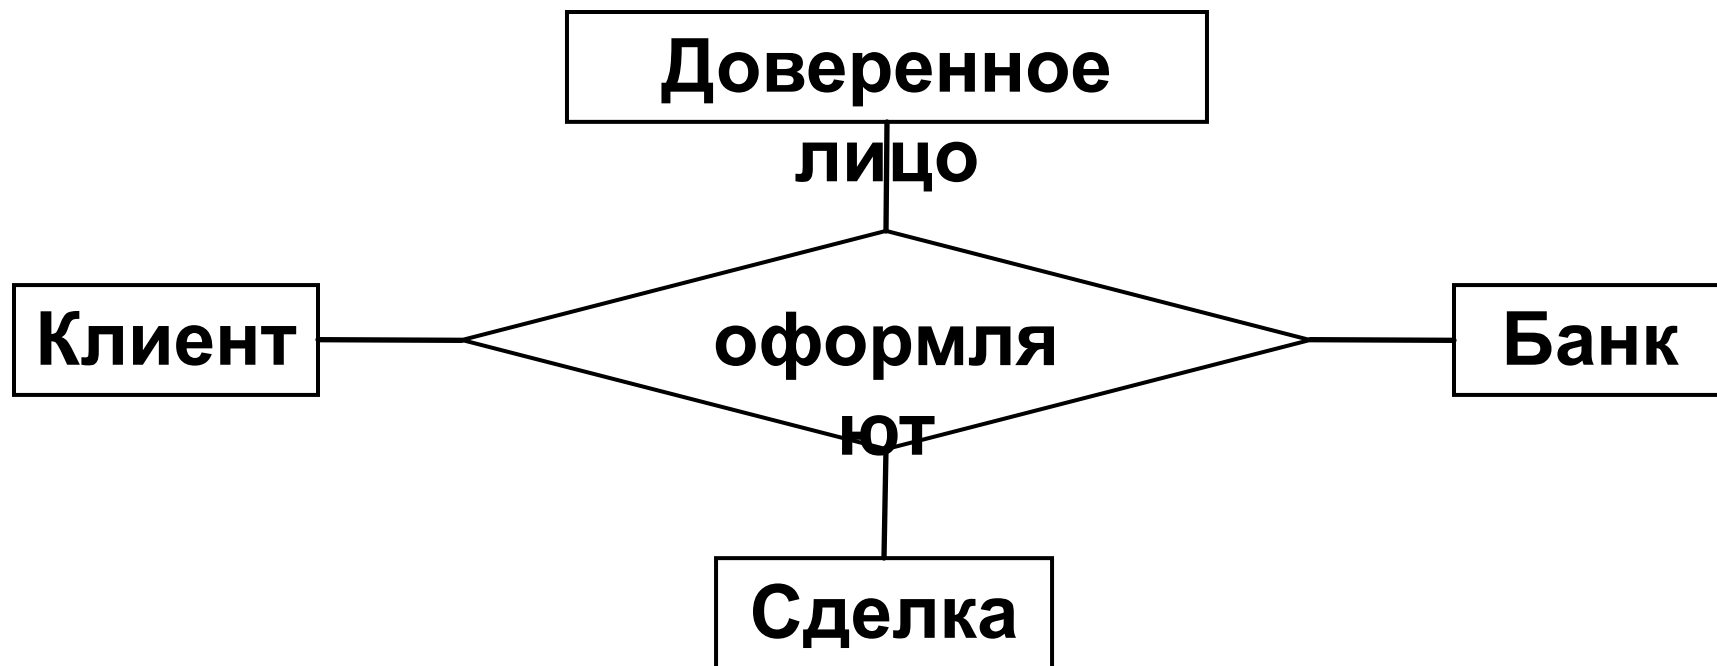 Доверенное
лицо
Клиент
оформля
ют
Банк
Сделка